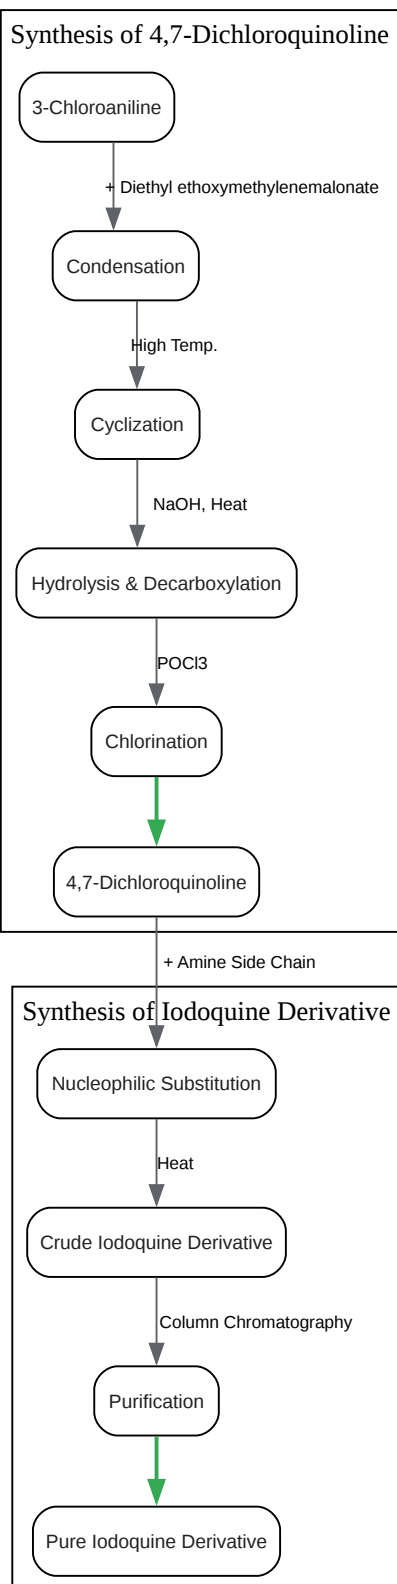 Synthesis of 4,7-Dichloroquinoline
3-Chloroaniline
+ Diethyl ethoxymethylenemalonate
Condensation
High Temp.
Cyclization
NaOH, Heat
Hydrolysis & Decarboxylation
POCl3
Chlorination
4,7-Dichloroquinoline
+ Amine Side Chain
Synthesis of Iodoquine Derivative
Nucleophilic Substitution
Heat
Crude Iodoquine Derivative
Column Chromatography
Purification
Pure Iodoquine Derivative